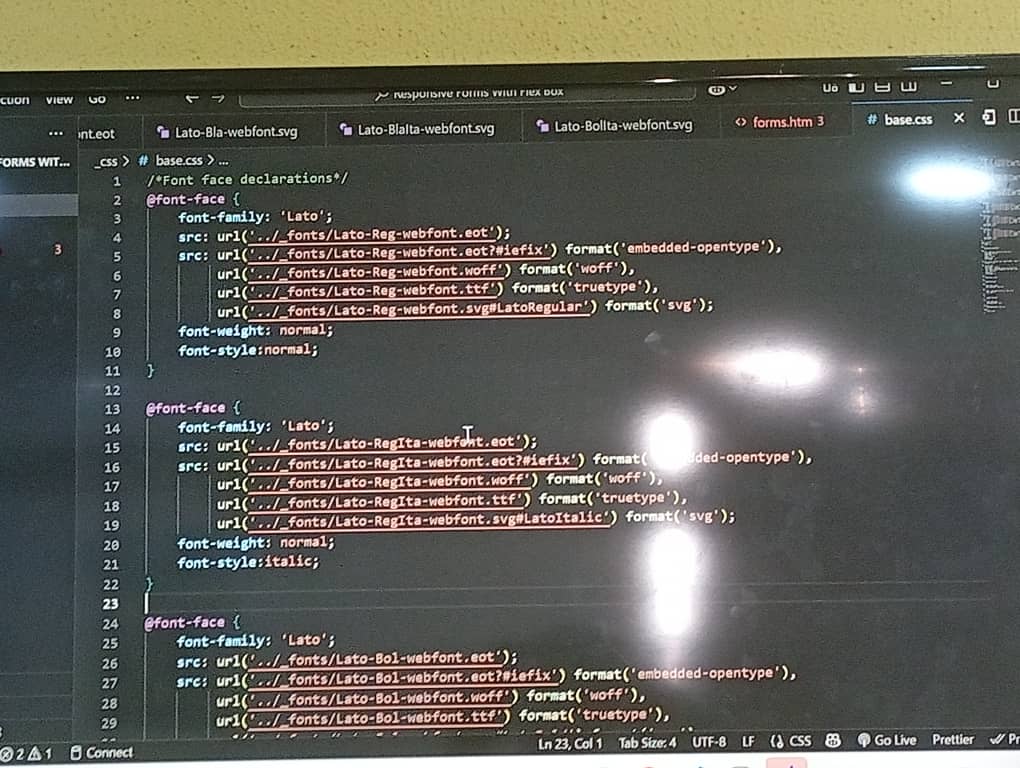 View Go ...
Responsive Forms With Flex Box
... nt.eot Lato-Bla-webfont.svg Lato-BlaIta-webfont.svg Lato-BolIta-webfont.svg <> forms.htm 3 # base.css ×
FORMS WIT... _css > # base.css > ...
1 /*Font face declarations*/
2 @font-face {
3 font-family: 'Lato';
4 src: url('../_fonts/Lato-Reg-webfont.eot');
3
5 src: url('../_fonts/Lato-Reg-webfont.eot?#iefix') format('embedded-opentype'),
6 url('../_fonts/Lato-Reg-webfont.woff') format('woff'),
7 url('../_fonts/Lato-Reg-webfont.ttf') format('truetype'),
8 url('../_fonts/Lato-Reg-webfont.svg#LatoRegular') format('svg');
9 font-weight: normal;
10 font-style:normal;
11 }
12
13 @font-face {
14 font-family: 'Lato';
15 src: url('../_fonts/Lato-RegIta-webfont.eot');
16 src: url('../_fonts/Lato-RegIta-webfont.eot?#iefix') format( ded-opentype'),
17 url('../_fonts/Lato-RegIta-webfont.woff') format('woff'),
18 url('../_fonts/Lato-RegIta-webfont.ttf') format('truetype'),
19 url('../_fonts/Lato-RegIta-webfont.svg#LatoItalic') format('svg');
20 font-weight: normal;
21 font-style:italic;
22 }
23
24 @font-face {
25 font-family: 'Lato';
26 src: url('../_fonts/Lato-Bol-webfont.eot');
27 src: url('../_fonts/Lato-Bol-webfont.eot?#iefix') format('embedded-opentype'),
28 url('../_fonts/Lato-Bol-webfont.woff') format('woff'),
29 url('../_fonts/Lato-Bol-webfont.ttf') format('truetype'),
2 1 Connect Ln 23, Col 1 Tab Size: 4 UTF-8 LF {} CSS Go Live Prettier